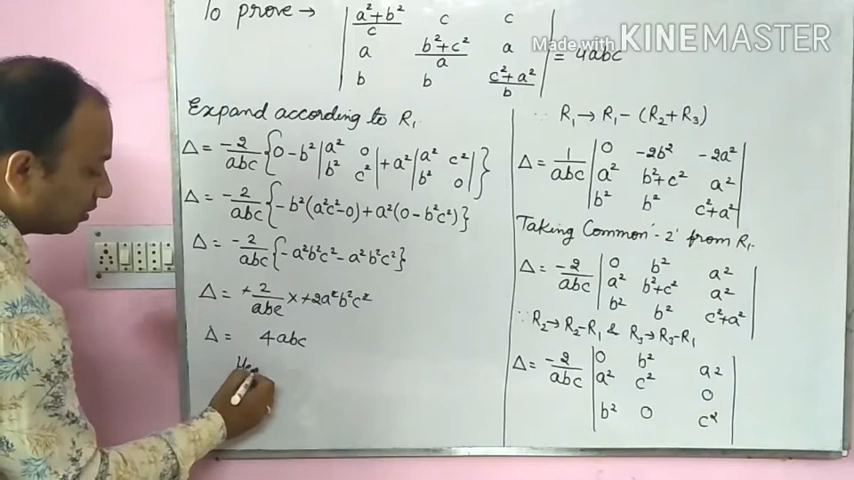 To prove → | (a²+b²)/c  c  c |
| a  (b²+c²)/a  a | = 4abc
| b  b  (c²+a²)/b |
Made with KINEMASTER
Expand according to R₁
Δ = -2/abc {0 - b² |a² 0; b² c²| + a² |a² c²; b² 0|}
Δ = -2/abc {-b²(a²c²-0) + a²(0-b²c²)}
Δ = -2/abc {-a²b²c² - a²b²c²}
Δ = +2/abc × +2a²b²c²
Δ = 4abc
He
∵ R₁ → R₁ - (R₂+R₃)
Δ = 1/abc | 0  -2b²  -2a² |
| a²  b²+c²  a² |
| b²  b²  c²+a² |
Taking Common '-2' from R₁.
Δ = -2/abc | 0  b²  a² |
| a²  b²+c²  a² |
| b²  b²  c²+a² |
∵ R₂→R₂-R₁ & R₃→R₃-R₁
Δ = -2/abc | 0  b²  a² |
| a²  c²  0 |
| b²  0  c² |